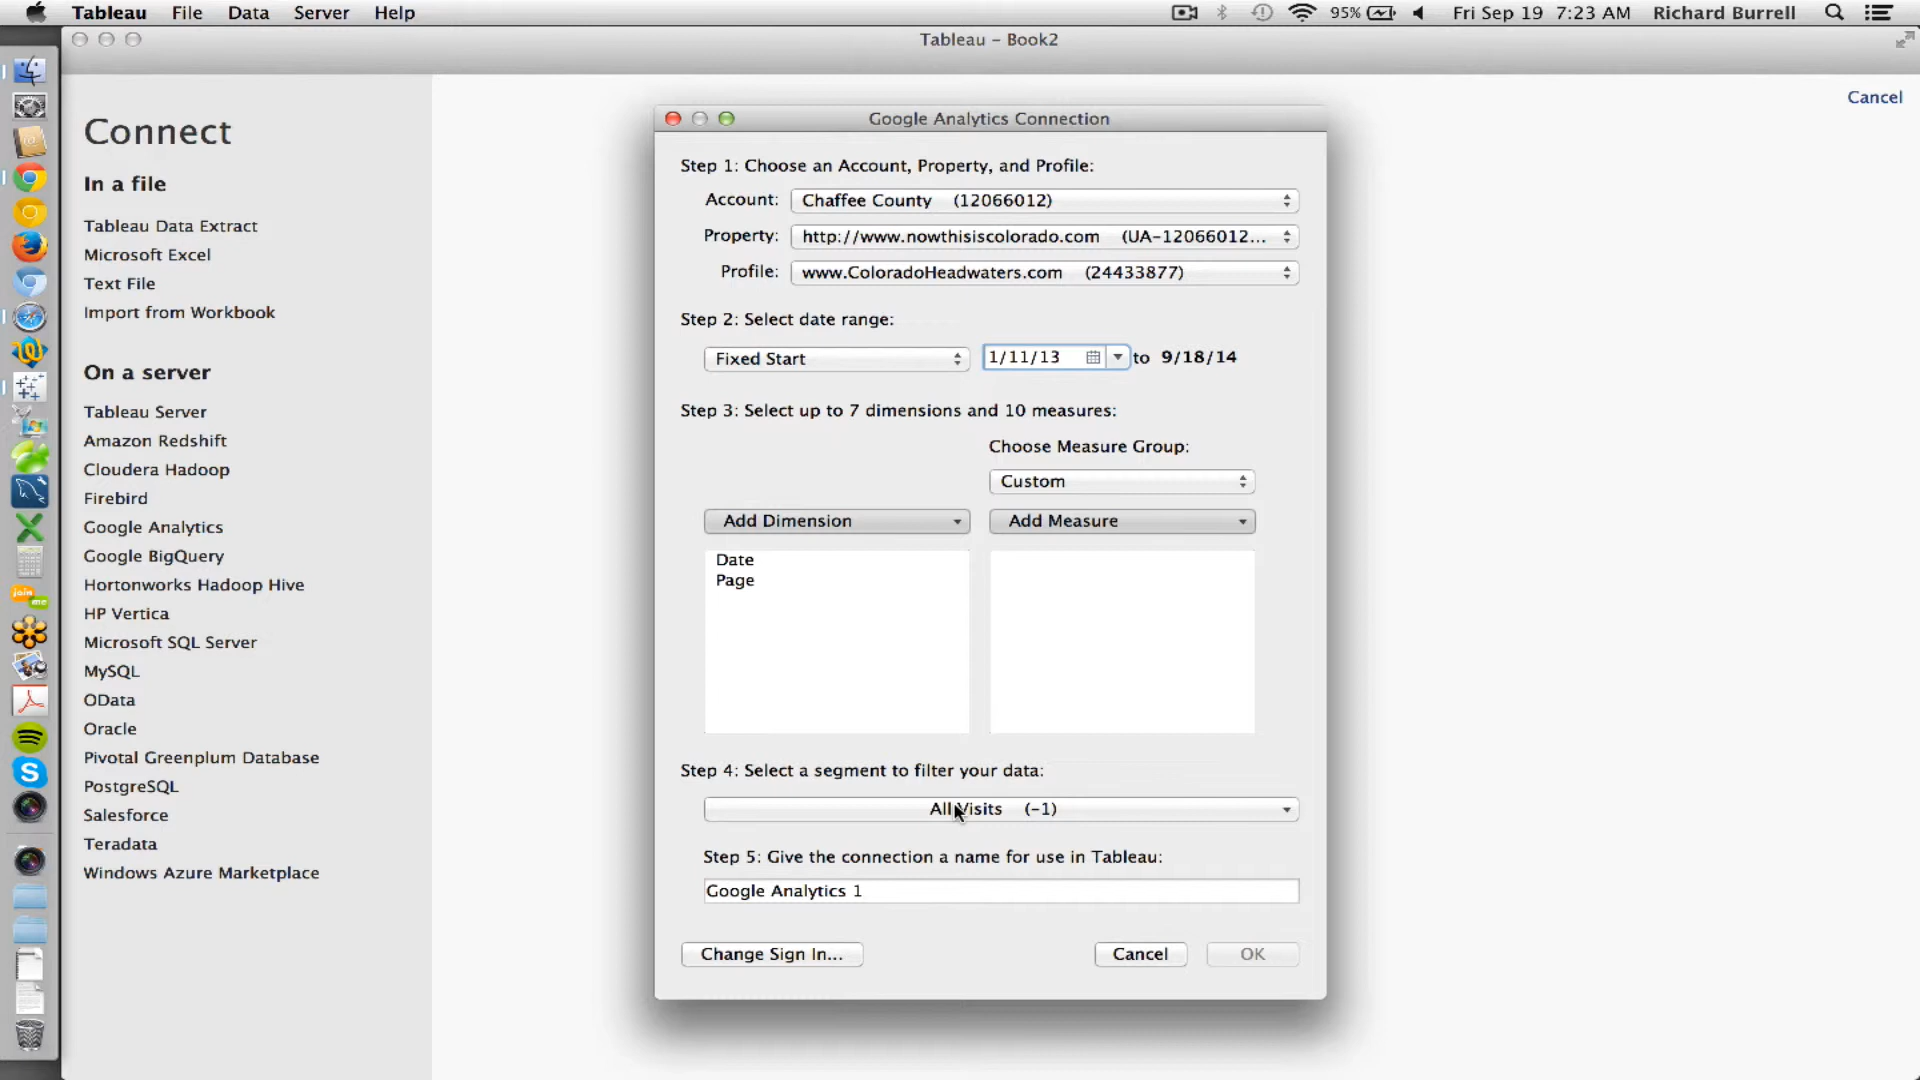 Tableau File Data Server Help 95% Fri Sep 19 7:23 AM Richard Burrell
Tableau - Book2
Cancel
Connect
In a file
Tableau Data Extract
Microsoft Excel
Text File
Import from Workbook
On a server
Tableau Server
Amazon Redshift
Cloudera Hadoop
Firebird
Google Analytics
Google BigQuery
Hortonworks Hadoop Hive
HP Vertica
Microsoft SQL Server
MySQL
OData
Oracle
Pivotal Greenplum Database
PostgreSQL
Salesforce
Teradata
Windows Azure Marketplace
Google Analytics Connection
Step 1: Choose an Account, Property, and Profile:
Account: Chaffee County (12066012)
Property: http://www.nowthisiscolorado.com (UA-12066012...
Profile: www.ColoradoHeadwaters.com (24433877)
Step 2: Select date range:
Fixed Start 1/11/13 to 9/18/14
Step 3: Select up to 7 dimensions and 10 measures:
Choose Measure Group:
Custom
Add Dimension Add Measure
Date
Page
Step 4: Select a segment to filter your data:
All Visits (-1)
Step 5: Give the connection a name for use in Tableau:
Google Analytics 1
Change Sign In... Cancel OK
join
me